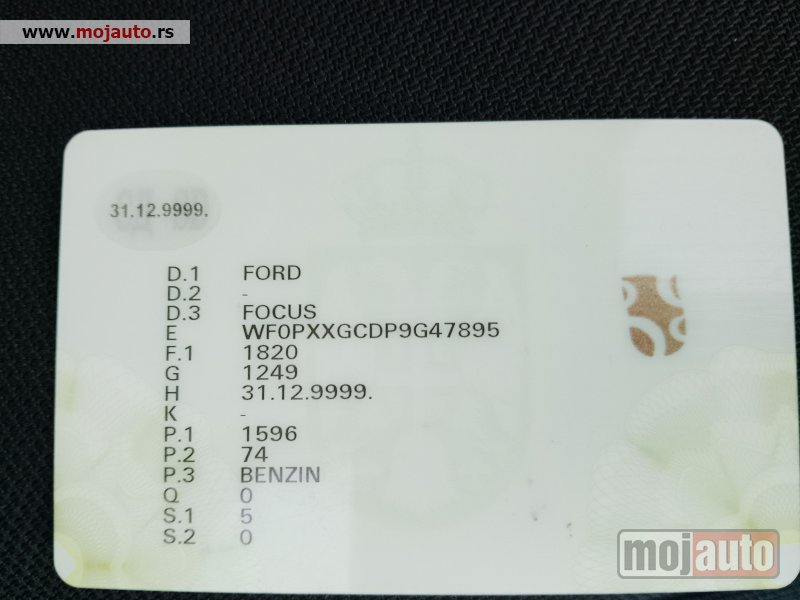 www.mojauto.rs
31.12.9999.
D.1 FORD
D.2 -
D.3 FOCUS
E WF0PXXGCDP9G47895
F.1 1820
G 1249
H 31.12.9999.
K -
P.1 1596
P.2 74
P.3 BENZIN
Q 0
S.1 5
S.2 0
mojauto